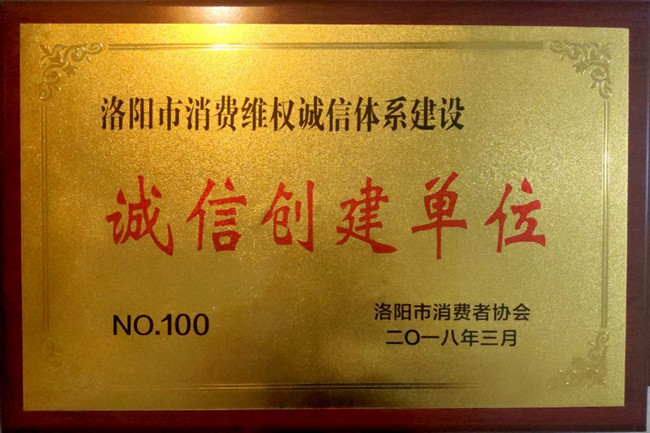 洛阳市消费维权诚信体系建设
诚信创建单位
NO.100
洛阳市消费者协会
二〇一八年三月